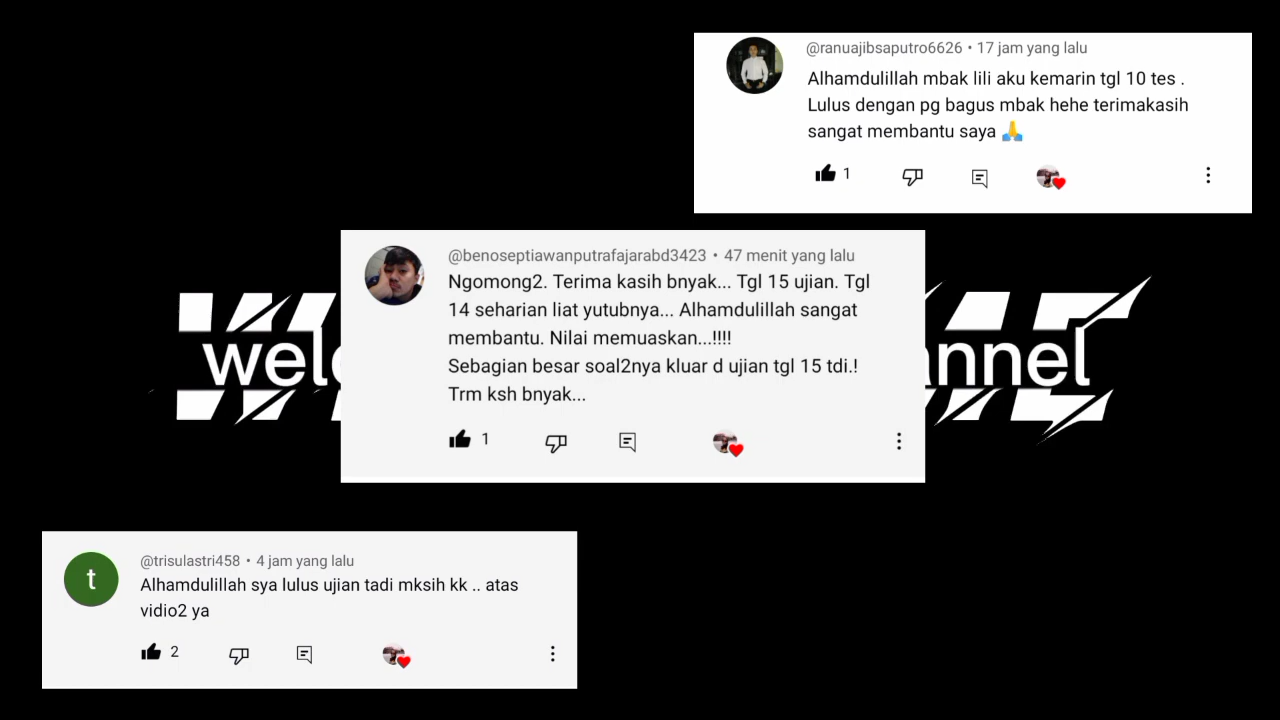 @ranuajibsaputro6626 • 17 jam yang lalu
Alhamdulillah mbak lili aku kemarin tgl 10 tes .
Lulus dengan pg bagus mbak hehe terimakasih
sangat membantu saya 🙏
1
@benoseptiawanputrafajarabd3423 • 47 menit yang lalu
Ngomong2. Terima kasih bnyak... Tgl 15 ujian. Tgl
14 seharian liat yutubnya... Alhamdulillah sangat
membantu. Nilai memuaskan...!!!!
Sebagian besar soal2nya kluar d ujian tgl 15 tdi.!
Trm ksh bnyak...
1
t
@trisulastri458 • 4 jam yang lalu
Alhamdulillah sya lulus ujian tadi mksih kk .. atas
vidio2 ya
2